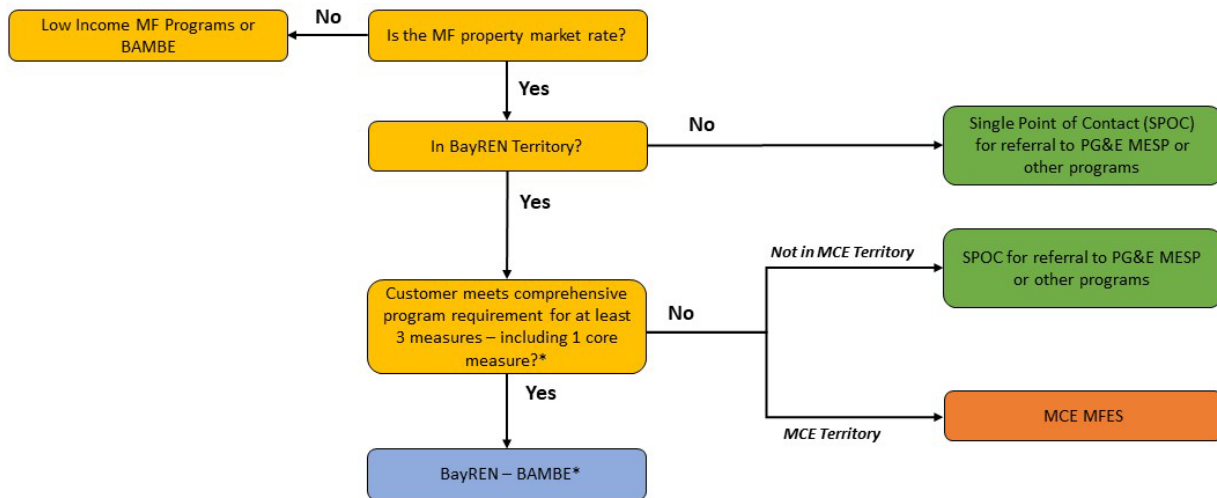 Low Income MF Programs or
BAMBE
No
Is the MF property market rate?
Yes
In BayREN Territory?
No
Single Point of Contact (SPOC)
for referral to PG&E MESP or
other programs
Yes
Customer meets comprehensive
program requirement for at least
3 measures – including 1 core
measure?*
No
Not in MCE Territory
SPOC for referral to PG&E MESP
or other programs
MCE Territory
MCE MFES
Yes
BayREN – BAMBE*